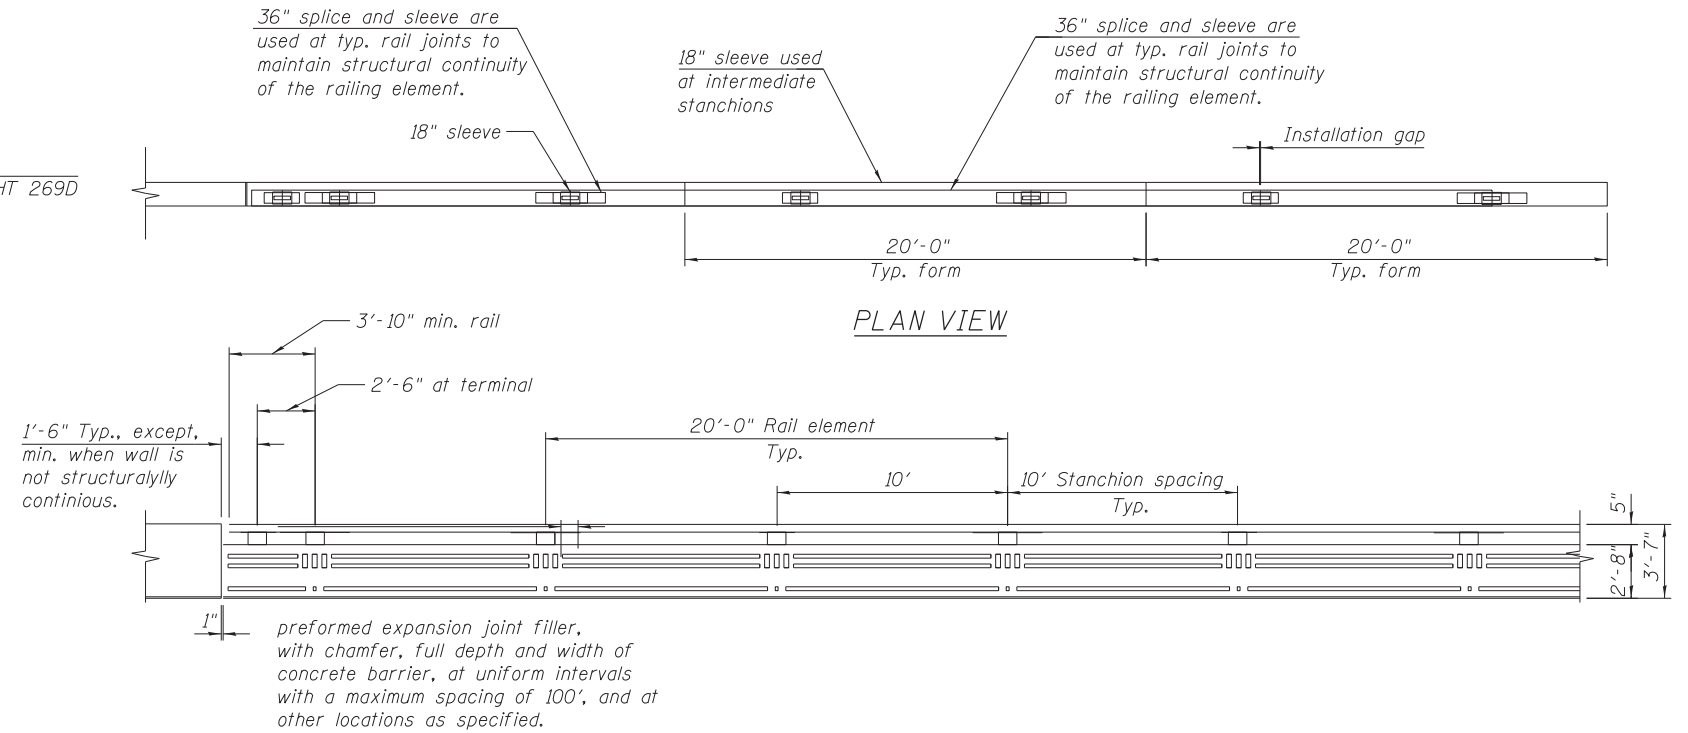 36" splice and sleeve are
used at typ. rail joints to
maintain structural continuity
of the railing element.
18" sleeve used
at intermediate
stanchions
36" splice and sleeve are
used at typ. rail joints to
maintain structural continuity
of the railing element.
18" sleeve
Installation gap
HT 269D
20'-0"
Typ. form
20'-0"
Typ. form
PLAN VIEW
3'-10" min. rail
2'-6" at terminal
1'-6" Typ., except,
min. when wall is
not structuralylly
continious.
20'-0" Rail element
Typ.
10'
10' Stanchion spacing
Typ.
5"
2'-8"
3'-7"
1"
preformed expansion joint filler,
with chamfer, full depth and width of
concrete barrier, at uniform intervals
with a maximum spacing of 100', and at
other locations as specified.